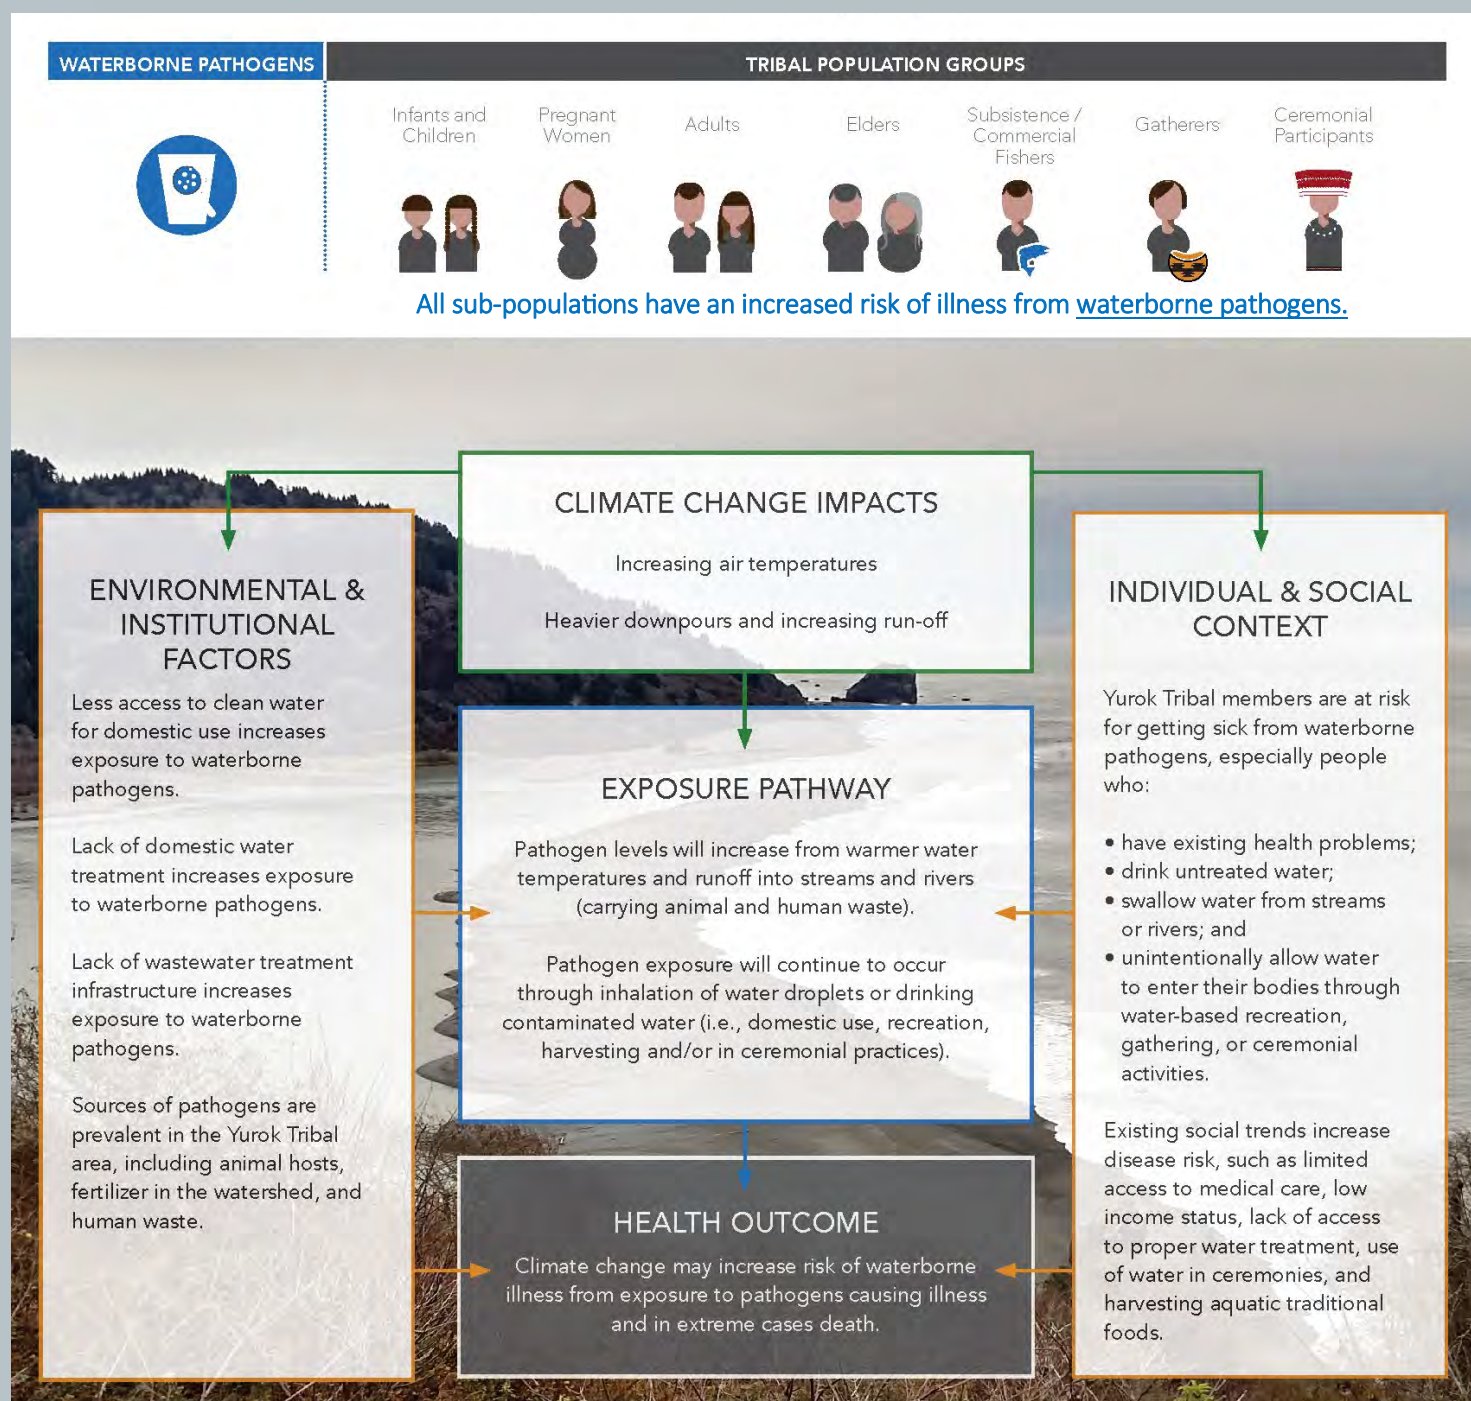 WATERBORNE PATHOGENS
TRIBAL POPULATION GROUPS
Infants and
Children
Pregnant
Women
Adults
Elders
Subsistence /
Commercial
Fishers
Gatherers
Ceremonial
Participants
All sub-populations have an increased risk of illness from waterborne pathogens.
CLIMATE CHANGE IMPACTS
Increasing air temperatures
Heavier downpours and increasing run-off
ENVIRONMENTAL &
INSTITUTIONAL
FACTORS
Less access to clean water
for domestic use increases
exposure to waterborne
pathogens.
Lack of domestic water
treatment increases exposure
to waterborne pathogens.
Lack of wastewater treatment
infrastructure increases
exposure to waterborne
pathogens.
Sources of pathogens are
prevalent in the Yurok Tribal
area, including animal hosts,
fertilizer in the watershed, and
human waste.
EXPOSURE PATHWAY
Pathogen levels will increase from warmer water
temperatures and runoff into streams and rivers
(carrying animal and human waste).
Pathogen exposure will continue to occur
through inhalation of water droplets or drinking
contaminated water (i.e., domestic use, recreation,
harvesting and/or in ceremonial practices).
HEALTH OUTCOME
Climate change may increase risk of waterborne
illness from exposure to pathogens causing illness
and in extreme cases death.
INDIVIDUAL & SOCIAL
CONTEXT
Yurok Tribal members are at risk
for getting sick from waterborne
pathogens, especially people
who:
• have existing health problems;
• drink untreated water;
• swallow water from streams
or rivers; and
• unintentionally allow water
to enter their bodies through
water-based recreation,
gathering, or ceremonial
activities.
Existing social trends increase
disease risk, such as limited
access to medical care, low
income status, lack of access
to proper water treatment, use
of water in ceremonies, and
harvesting aquatic traditional
foods.